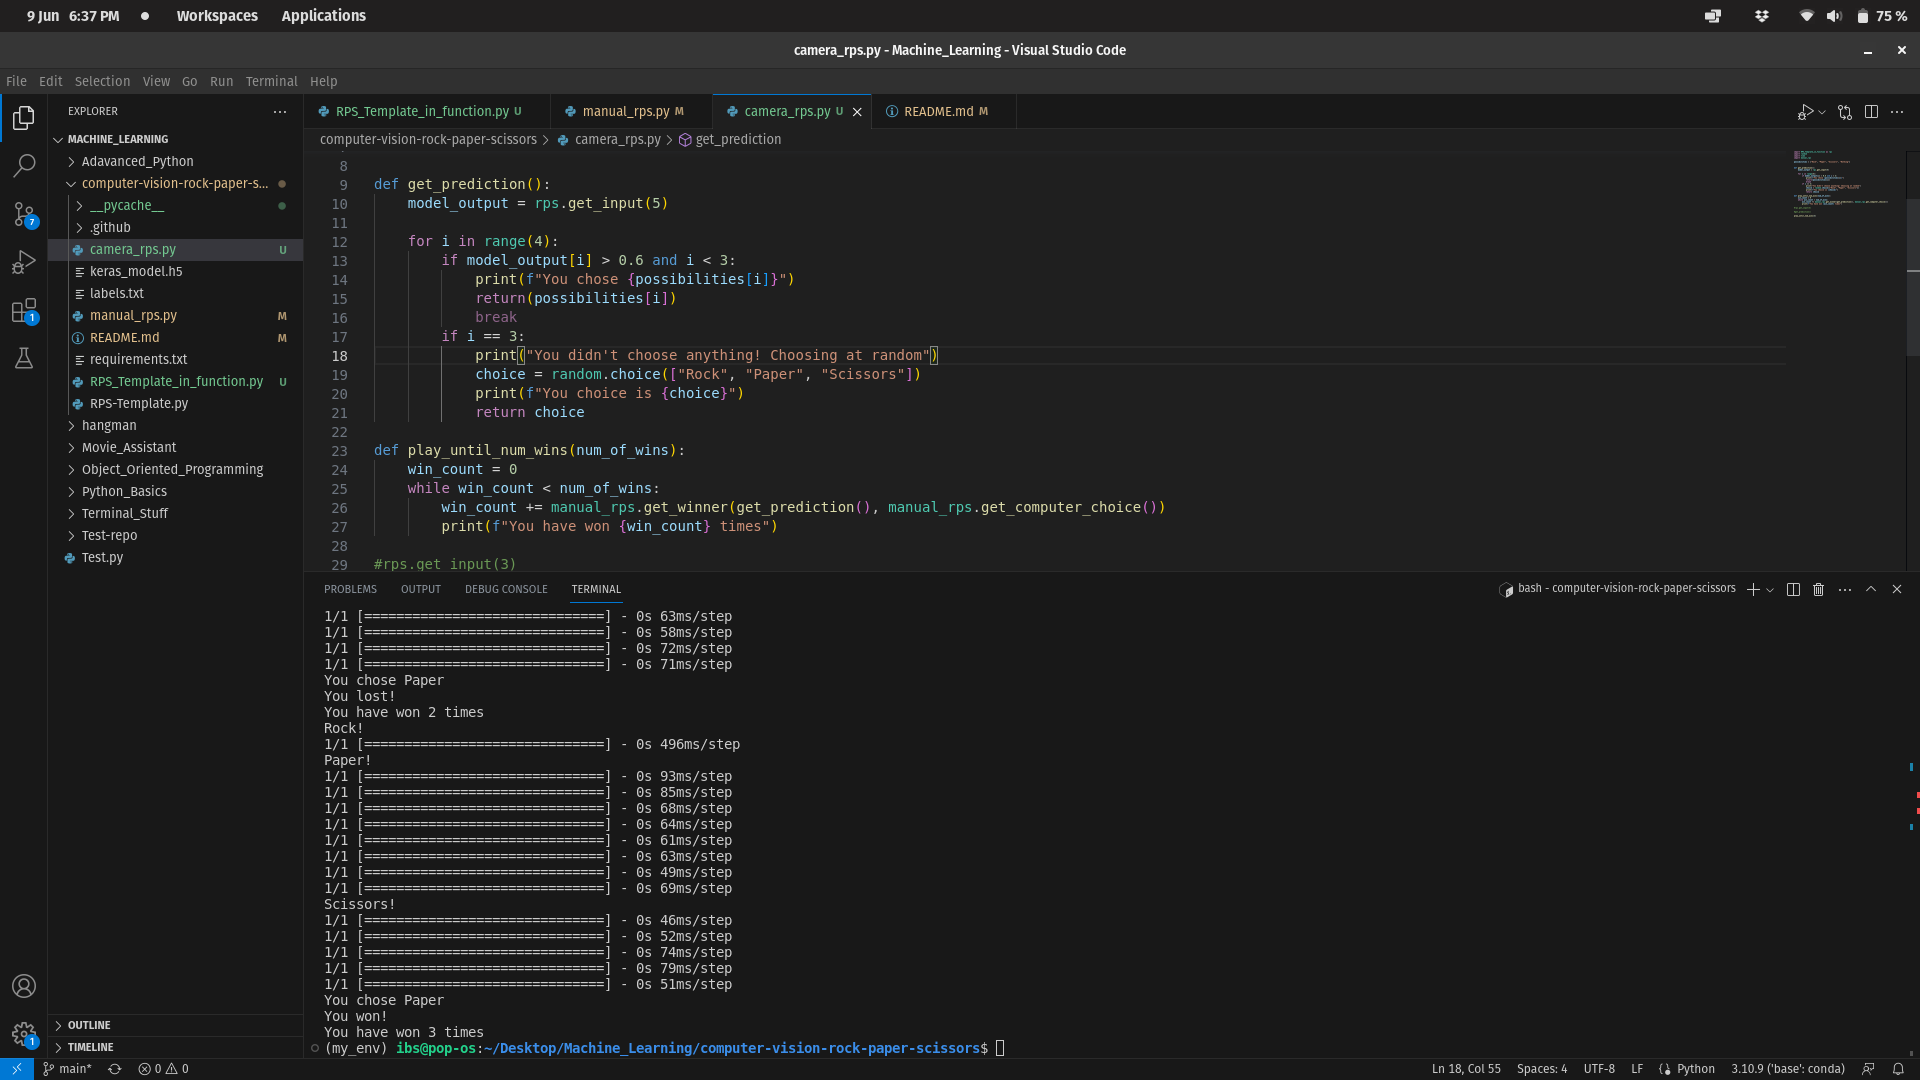 9 Jun 6:37 PM Workspaces Applications 75 %
camera_rps.py - Machine_Learning - Visual Studio Code
File Edit Selection View Go Run Terminal Help
EXPLORER
RPS_Template_in_function.py U manual_rps.py M camera_rps.py U README.md M
computer-vision-rock-paper-scissors > camera_rps.py > get_prediction
MACHINE_LEARNING
Adavanced_Python
computer-vision-rock-paper-s...
__pycache__
.github
camera_rps.py U
keras_model.h5
labels.txt
manual_rps.py M
README.md M
requirements.txt
RPS_Template_in_function.py U
RPS-Template.py
hangman
Movie_Assistant
Object_Oriented_Programming
Python_Basics
Terminal_Stuff
Test-repo
Test.py
OUTLINE
TIMELINE
7
1
1
8
9 def get_prediction():
10 model_output = rps.get_input(5)
11
12 for i in range(4):
13 if model_output[i] > 0.6 and i < 3:
14 print(f"You chose {possibilities[i]}")
15 return(possibilities[i])
16 break
17 if i == 3:
18 print("You didn't choose anything! Choosing at random")
19 choice = random.choice(["Rock", "Paper", "Scissors"])
20 print(f"You choice is {choice}")
21 return choice
22
23 def play_until_num_wins(num_of_wins):
24 win_count = 0
25 while win_count < num_of_wins:
26 win_count += manual_rps.get_winner(get_prediction(), manual_rps.get_computer_choice())
27 print(f"You have won {win_count} times")
28
29 #rps.get_input(3)
PROBLEMS OUTPUT DEBUG CONSOLE TERMINAL bash - computer-vision-rock-paper-scissors
1/1 [==============================] - 0s 63ms/step
1/1 [==============================] - 0s 58ms/step
1/1 [==============================] - 0s 72ms/step
1/1 [==============================] - 0s 71ms/step
You chose Paper
You lost!
You have won 2 times
Rock!
1/1 [==============================] - 0s 496ms/step
Paper!
1/1 [==============================] - 0s 93ms/step
1/1 [==============================] - 0s 85ms/step
1/1 [==============================] - 0s 68ms/step
1/1 [==============================] - 0s 64ms/step
1/1 [==============================] - 0s 61ms/step
1/1 [==============================] - 0s 63ms/step
1/1 [==============================] - 0s 49ms/step
1/1 [==============================] - 0s 69ms/step
Scissors!
1/1 [==============================] - 0s 46ms/step
1/1 [==============================] - 0s 52ms/step
1/1 [==============================] - 0s 74ms/step
1/1 [==============================] - 0s 79ms/step
1/1 [==============================] - 0s 51ms/step
You chose Paper
You won!
You have won 3 times
(my_env) ibs@pop-os:~/Desktop/Machine_Learning/computer-vision-rock-paper-scissors$
main* 0 0 Ln 18, Col 55 Spaces: 4 UTF-8 LF Python 3.10.9 ('base': conda)